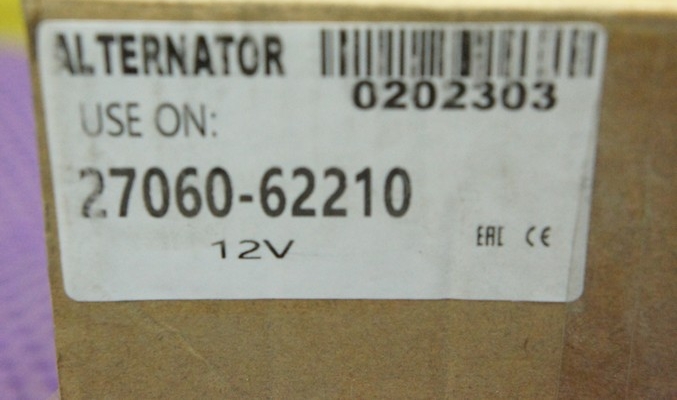 ALTERNATOR
0202303
USE ON:
27060-62210
12V
EAC CE